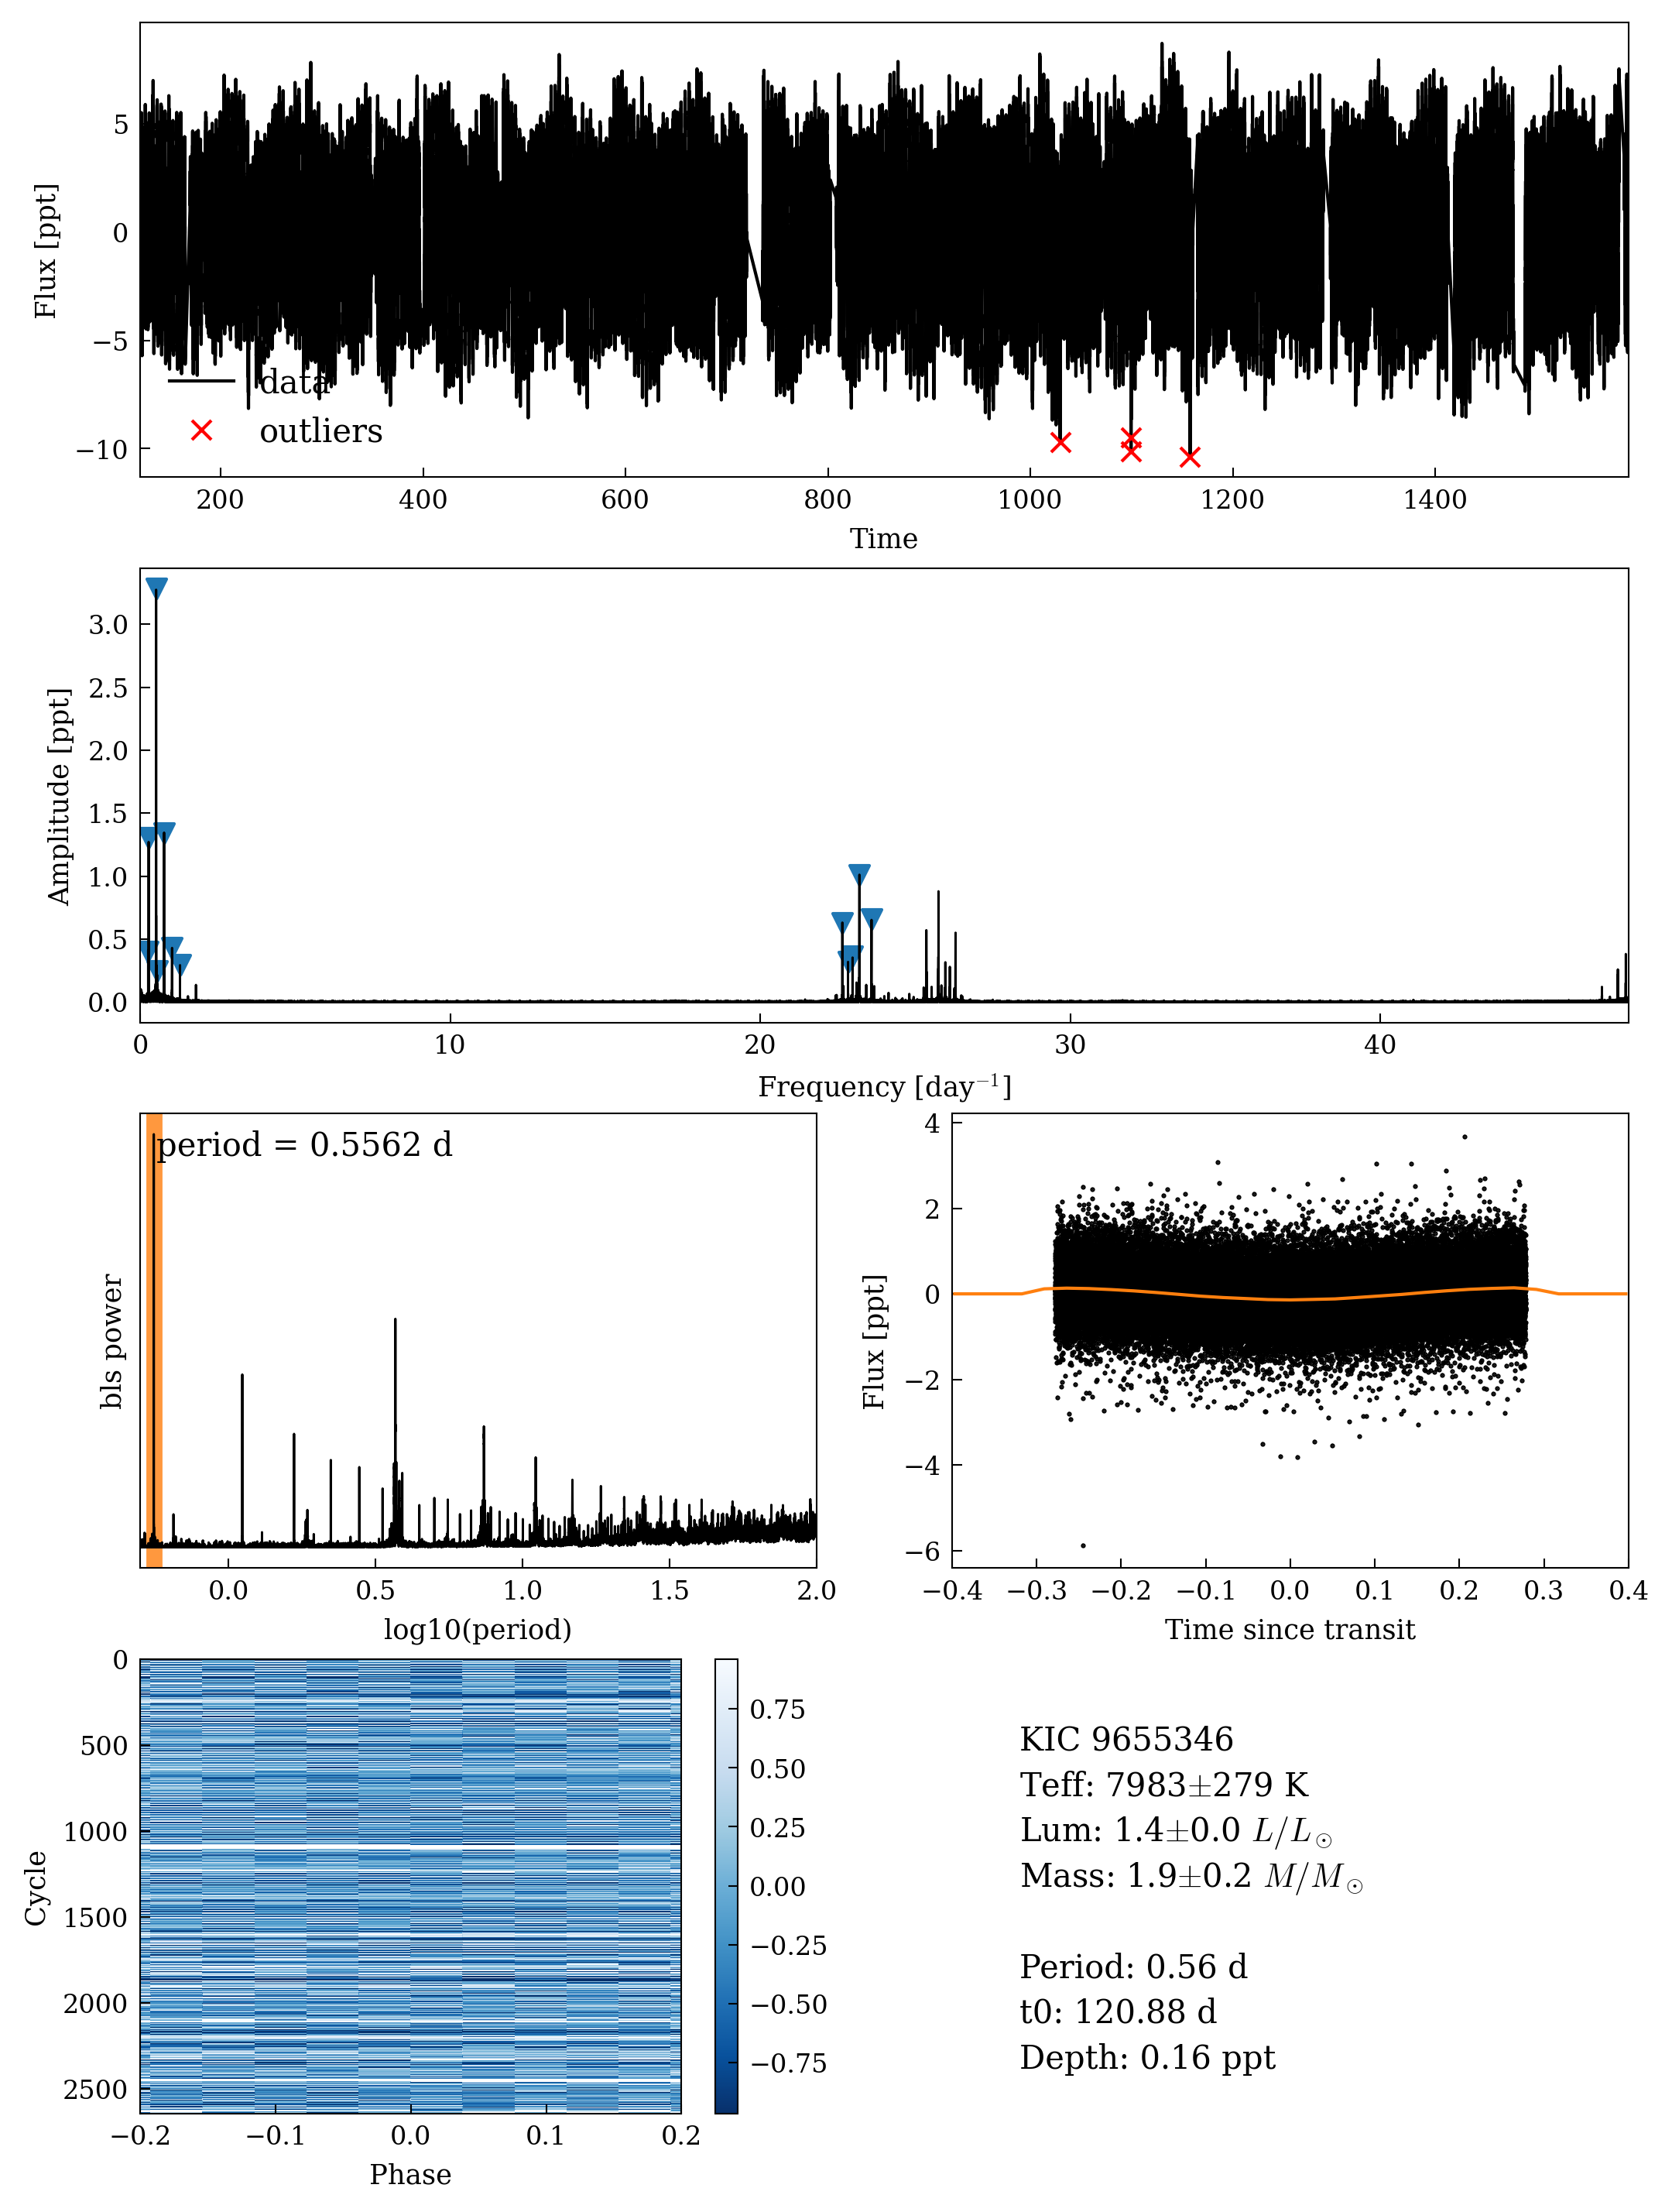 5
0
−5
−10
Flux [ppt]
data
outliers
200 400 600 800 1000 1200 1400
Time
3.0
2.5
2.0
1.5
1.0
0.5
0.0
Amplitude [ppt]
0 10 20 30 40
Frequency [day⁻¹]
period = 0.5562 d
bls power
0.0 0.5 1.0 1.5 2.0
log10(period)
4
2
0
−2
−4
−6
Flux [ppt]
−0.4 −0.3 −0.2 −0.1 0.0 0.1 0.2 0.3 0.4
Time since transit
0
500
1000
1500
2000
2500
Cycle
−0.2 −0.1 0.0 0.1 0.2
Phase
0.75
0.50
0.25
0.00
−0.25
−0.50
−0.75
KIC 9655346
Teff: 7983±279 K
Lum: 1.4±0.0 L/L⊙
Mass: 1.9±0.2 M/M⊙
Period: 0.56 d
t0: 120.88 d
Depth: 0.16 ppt